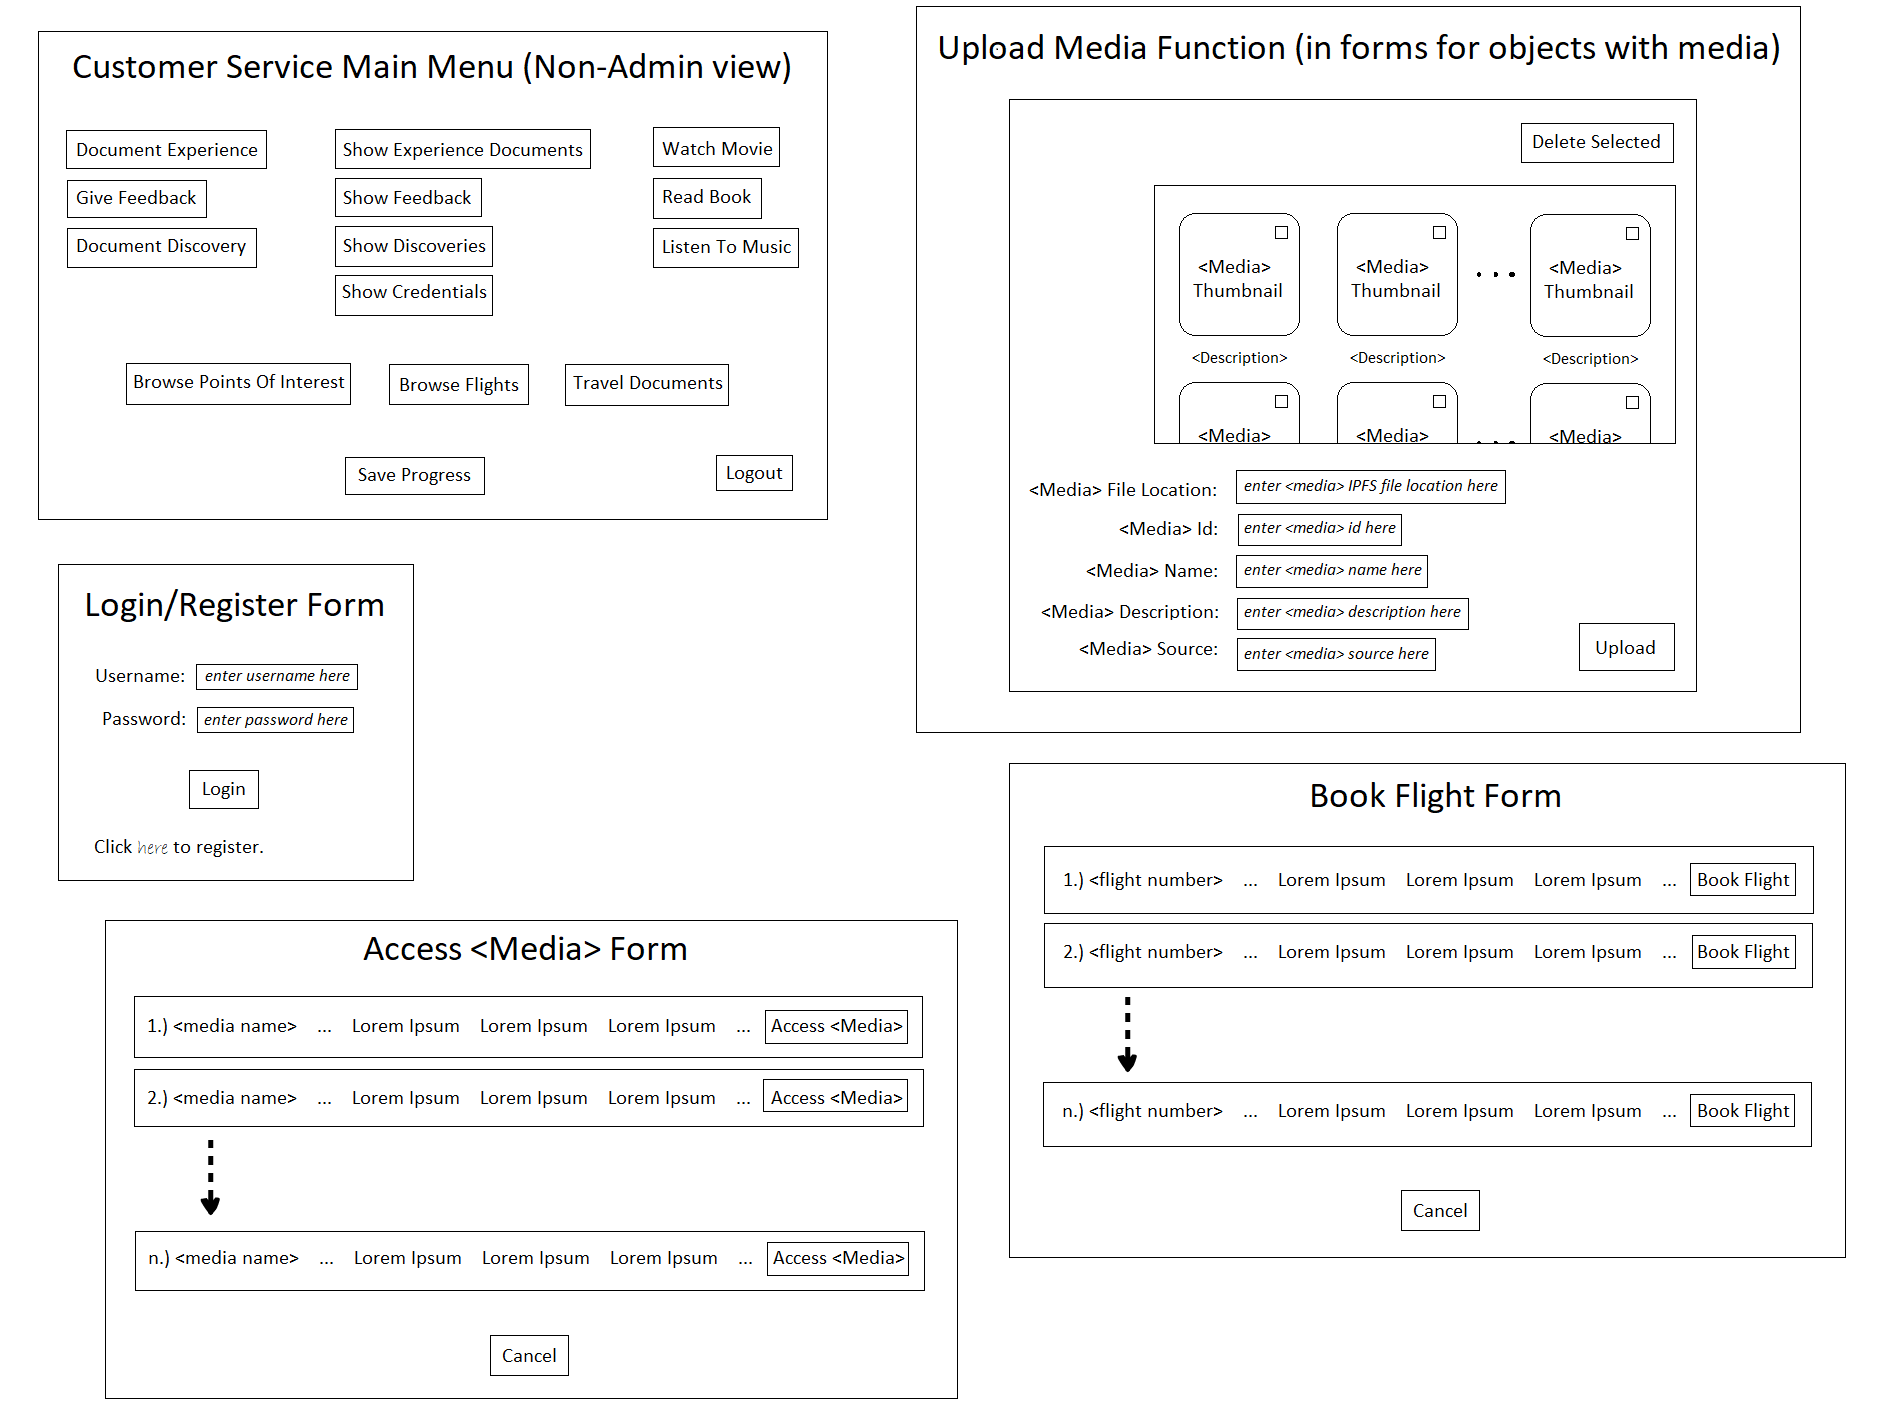 Customer Service Main Menu (Non-Admin view)
Document Experience
Show Experience Documents
Watch Movie
Give Feedback
Show Feedback
Read Book
Document Discovery
Show Discoveries
Listen To Music
Show Credentials
Browse Points Of Interest
Browse Flights
Travel Documents
Save Progress
Logout
Upload Media Function (in forms for objects with media)
Delete Selected
<Media> <Media> ... <Media>
Thumbnail Thumbnail Thumbnail
<Description> <Description> <Description>
<Media> <Media> ... <Media>
<Media> File Location: enter <media> IPFS file location here
<Media> Id: enter <media> id here
<Media> Name: enter <media> name here
<Media> Description: enter <media> description here
<Media> Source: enter <media> source here
Upload
Login/Register Form
Username: enter username here
Password: enter password here
Login
Click here to register.
Book Flight Form
1.) <flight number> ... Lorem Ipsum Lorem Ipsum Lorem Ipsum ... Book Flight
2.) <flight number> ... Lorem Ipsum Lorem Ipsum Lorem Ipsum ... Book Flight
n.) <flight number> ... Lorem Ipsum Lorem Ipsum Lorem Ipsum ... Book Flight
Cancel
Access <Media> Form
1.) <media name> ... Lorem Ipsum Lorem Ipsum Lorem Ipsum ... Access <Media>
2.) <media name> ... Lorem Ipsum Lorem Ipsum Lorem Ipsum ... Access <Media>
n.) <media name> ... Lorem Ipsum Lorem Ipsum Lorem Ipsum ... Access <Media>
Cancel